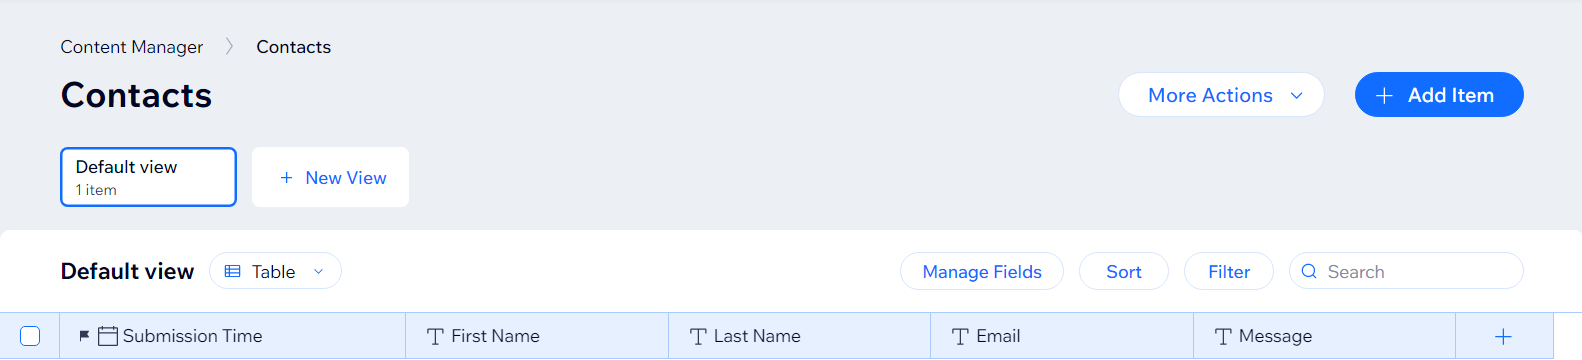 Content Manager Contacts
Contacts
More Actions
+ Add Item
Default view
1 item
+ New View
Default view
Table
Manage Fields
Sort
Filter
Search
Submission Time
First Name
Last Name
Email
Message
+